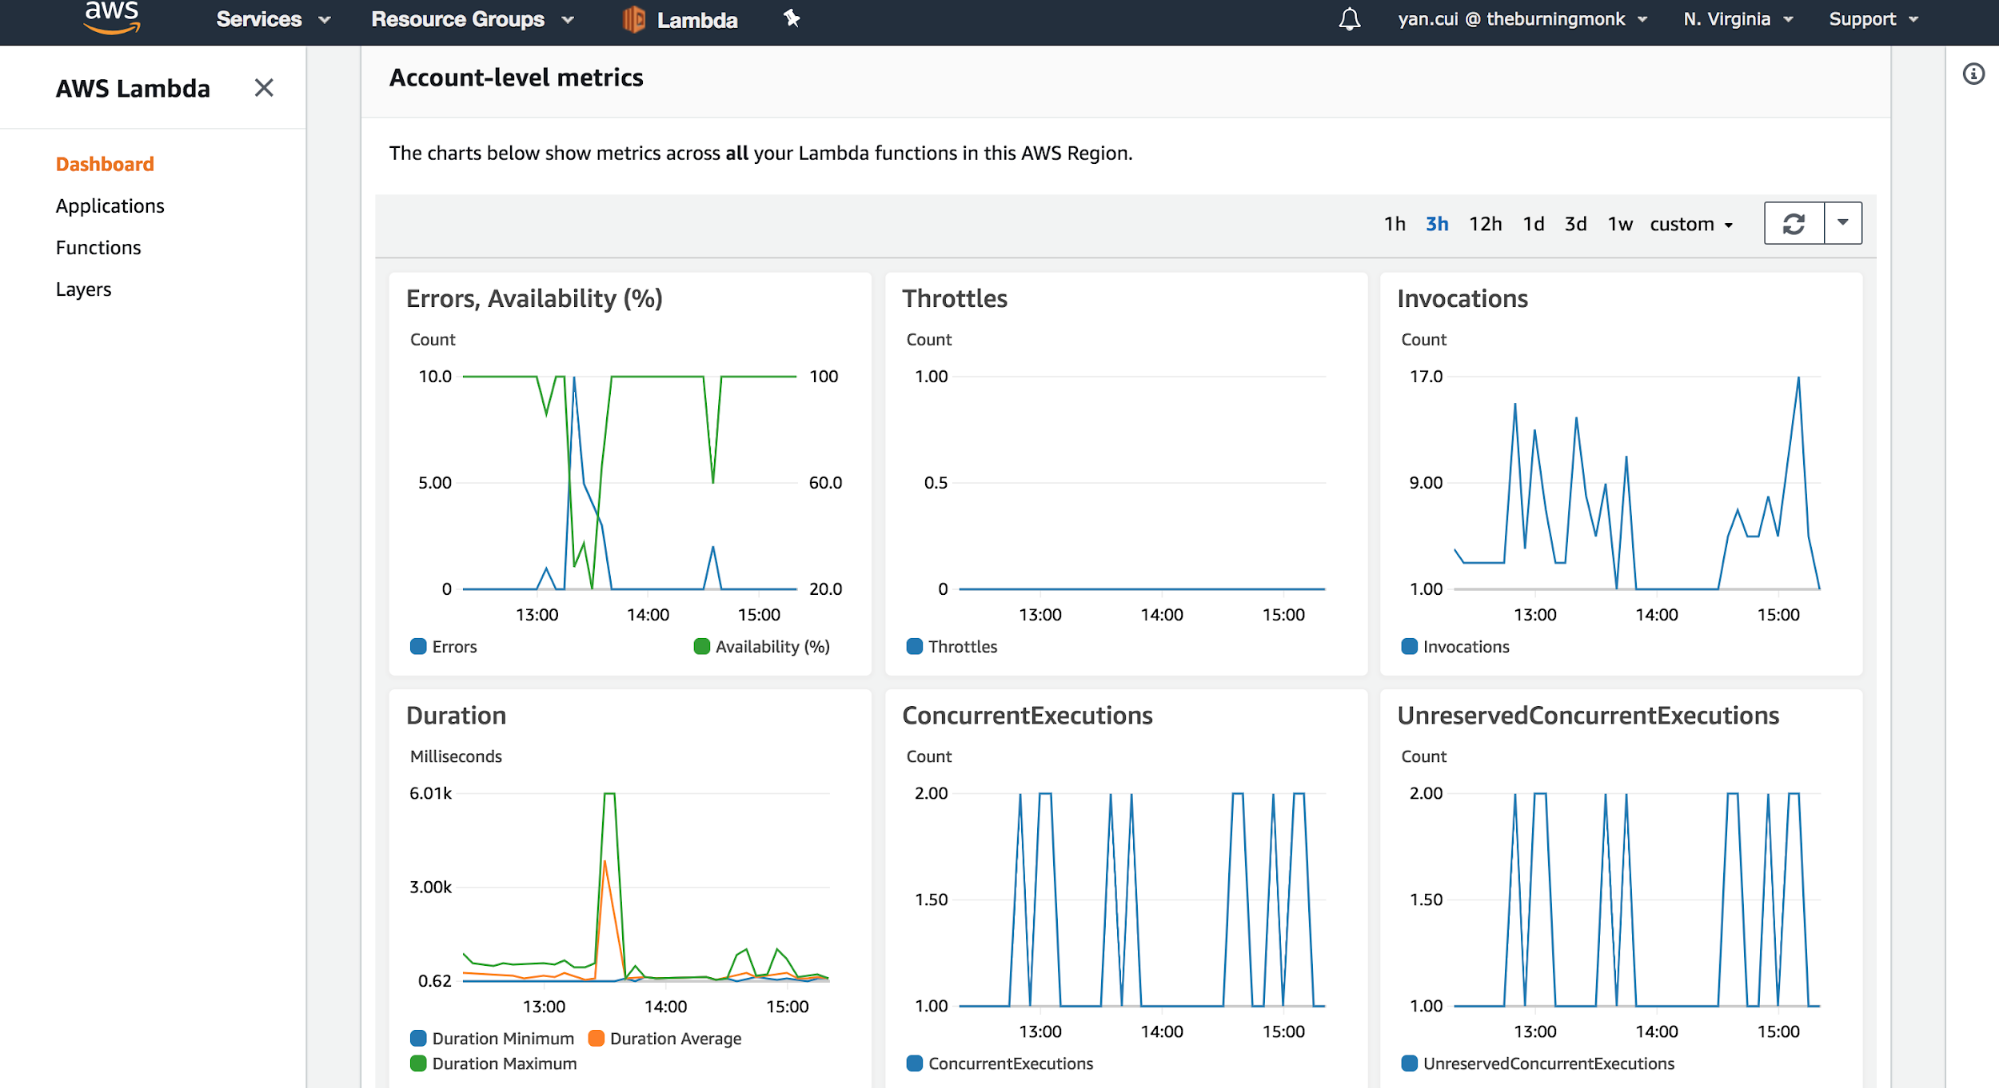 aws Services Resource Groups Lambda yan.cui @ theburningmonk N. Virginia Support
AWS Lambda
Dashboard
Applications
Functions
Layers
Account-level metrics
The charts below show metrics across all your Lambda functions in this AWS Region.
1h 3h 12h 1d 3d 1w custom
Errors, Availability (%)
Count
10.0
5.00
0
100
60.0
20.0
13:00 14:00 15:00
Errors Availability (%)
Throttles
Count
1.00
0.5
0
13:00 14:00 15:00
Throttles
Invocations
Count
17.0
9.00
1.00
13:00 14:00 15:00
Invocations
Duration
Milliseconds
6.01k
3.00k
0.62
13:00 14:00 15:00
Duration Minimum Duration Average
Duration Maximum
ConcurrentExecutions
Count
2.00
1.50
1.00
13:00 14:00 15:00
ConcurrentExecutions
UnreservedConcurrentExecutions
Count
2.00
1.50
1.00
13:00 14:00 15:00
UnreservedConcurrentExecutions